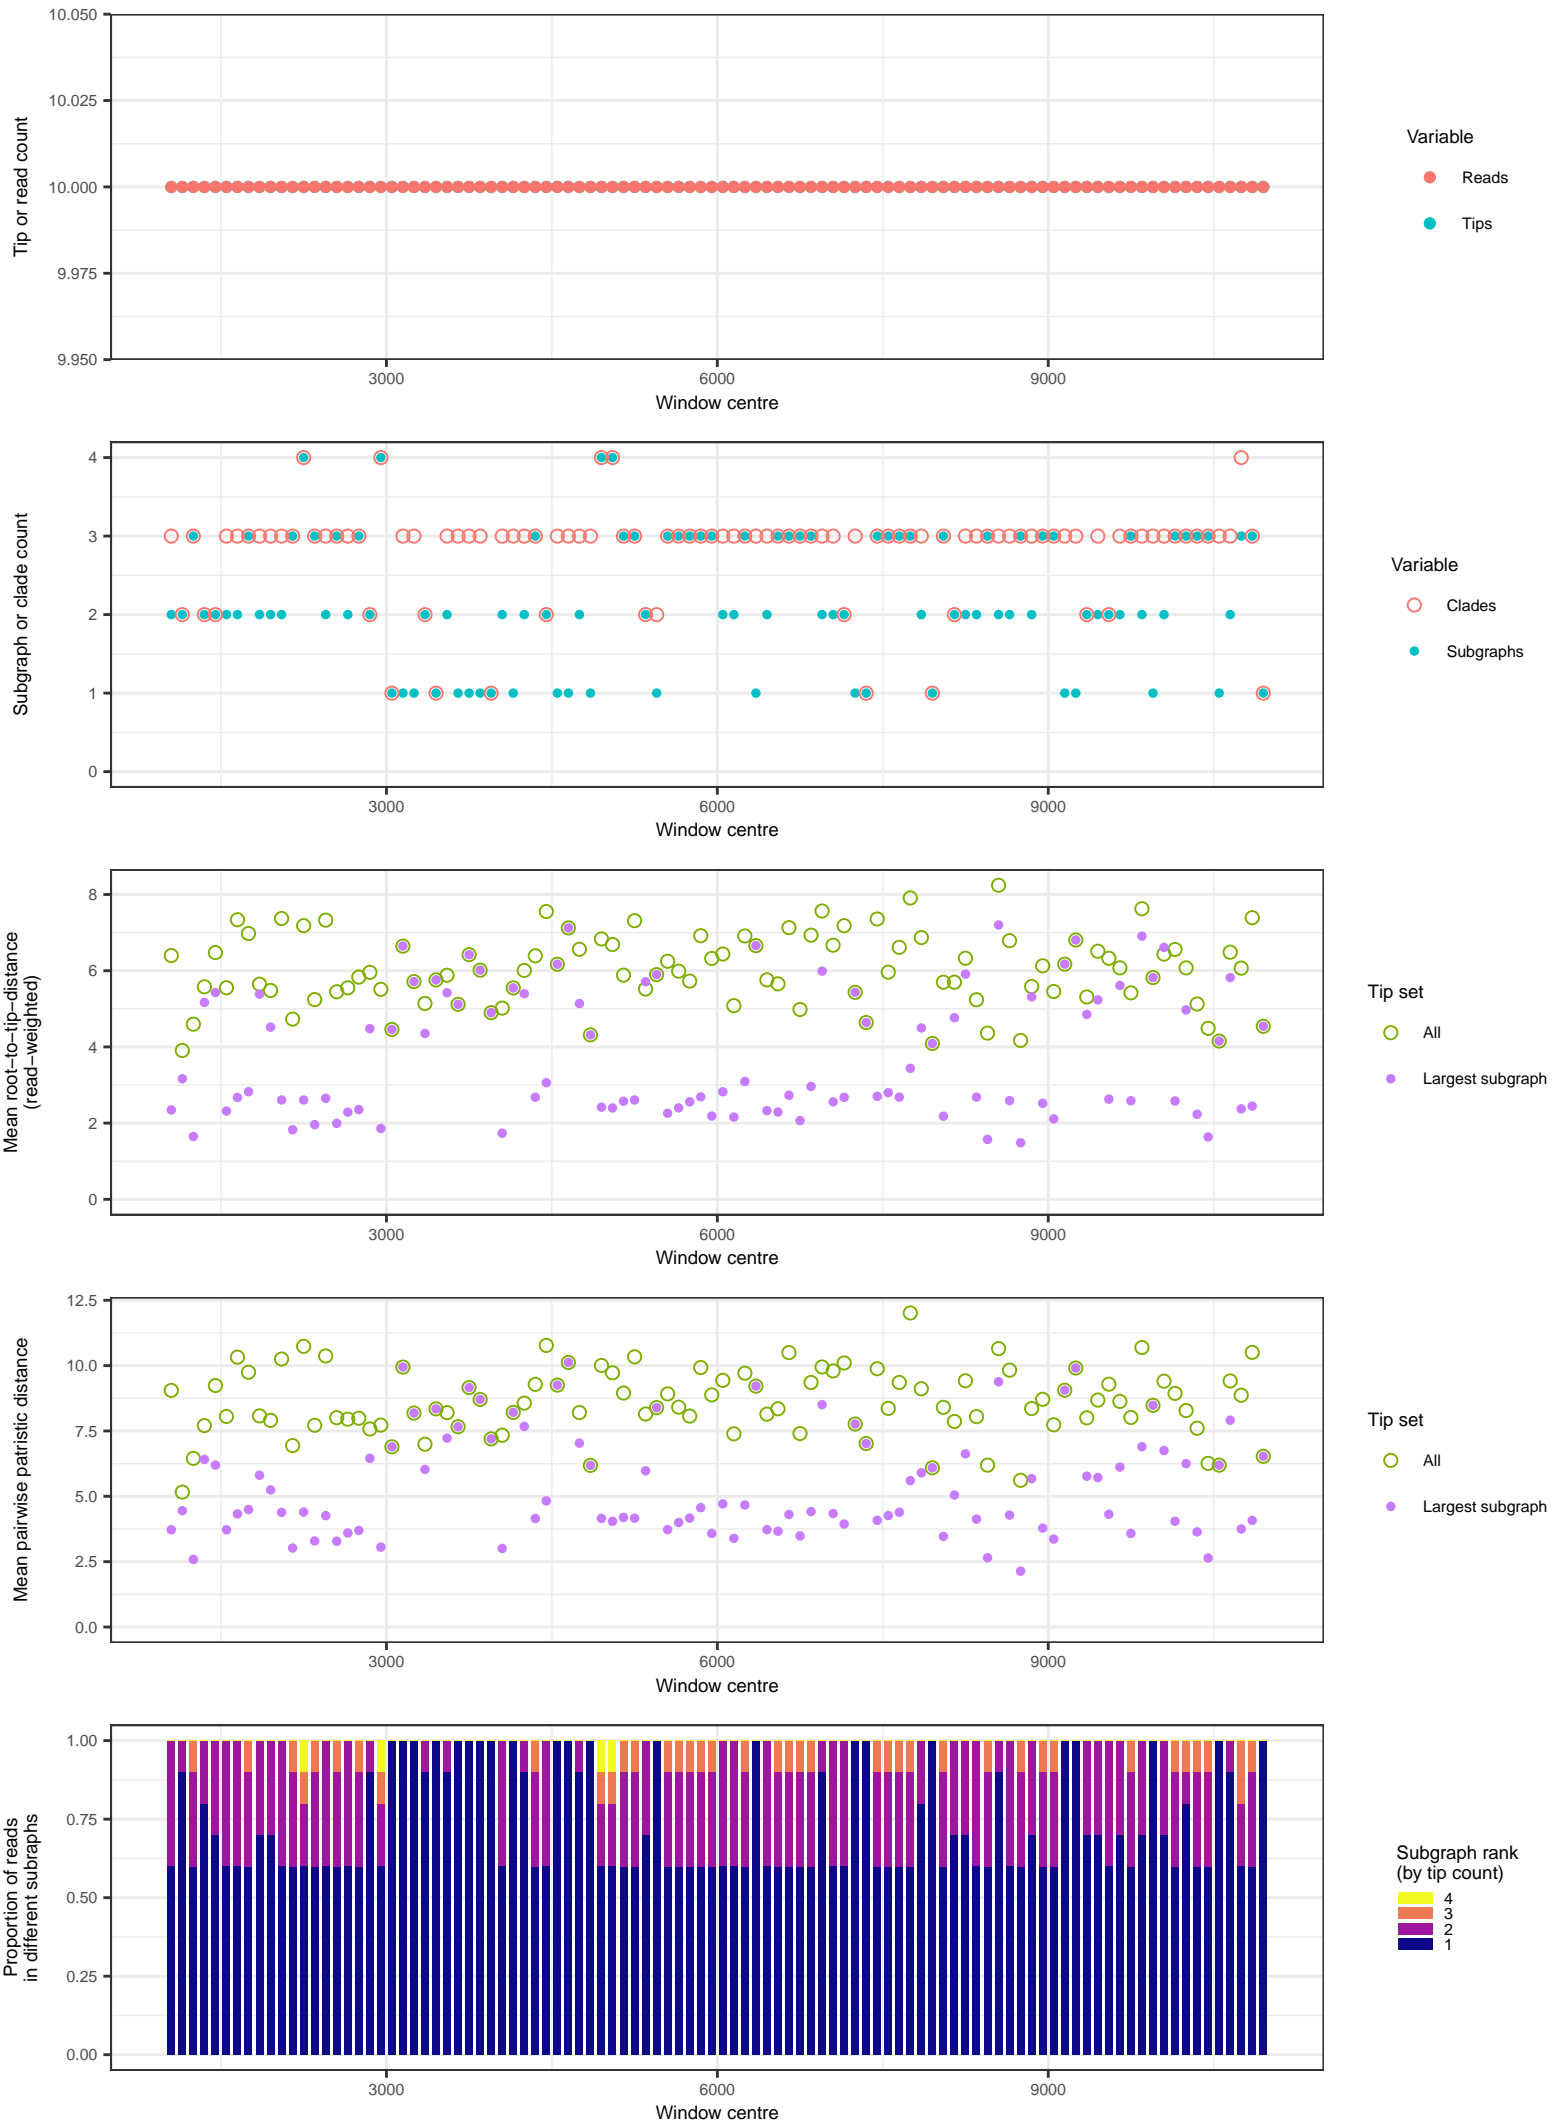 10.050
10.025
10.000
9.975
9.950
Tip or read count
3000
6000
9000
Window centre
Variable
Reads
Tips
4
3
2
1
0
Subgraph or clade count
3000
6000
9000
Window centre
Variable
Clades
Subgraphs
8
6
4
2
0
Mean root−to−tip−distance
(read−weighted)
3000
6000
9000
Window centre
Tip set
All
Largest subgraph
12.5
10.0
7.5
5.0
2.5
0.0
Mean pairwise patristic distance
3000
6000
9000
Window centre
Tip set
All
Largest subgraph
1.00
0.75
0.50
0.25
0.00
Proportion of reads
in different subraphs
3000
6000
9000
Window centre
Subgraph rank
(by tip count)
4
3
2
1